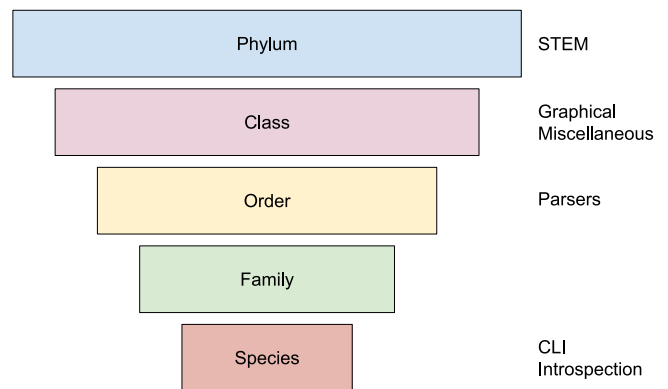 Phylum
STEM
Class
Graphical
Miscellaneous
Order
Parsers
Family
Species
CLI
Introspection